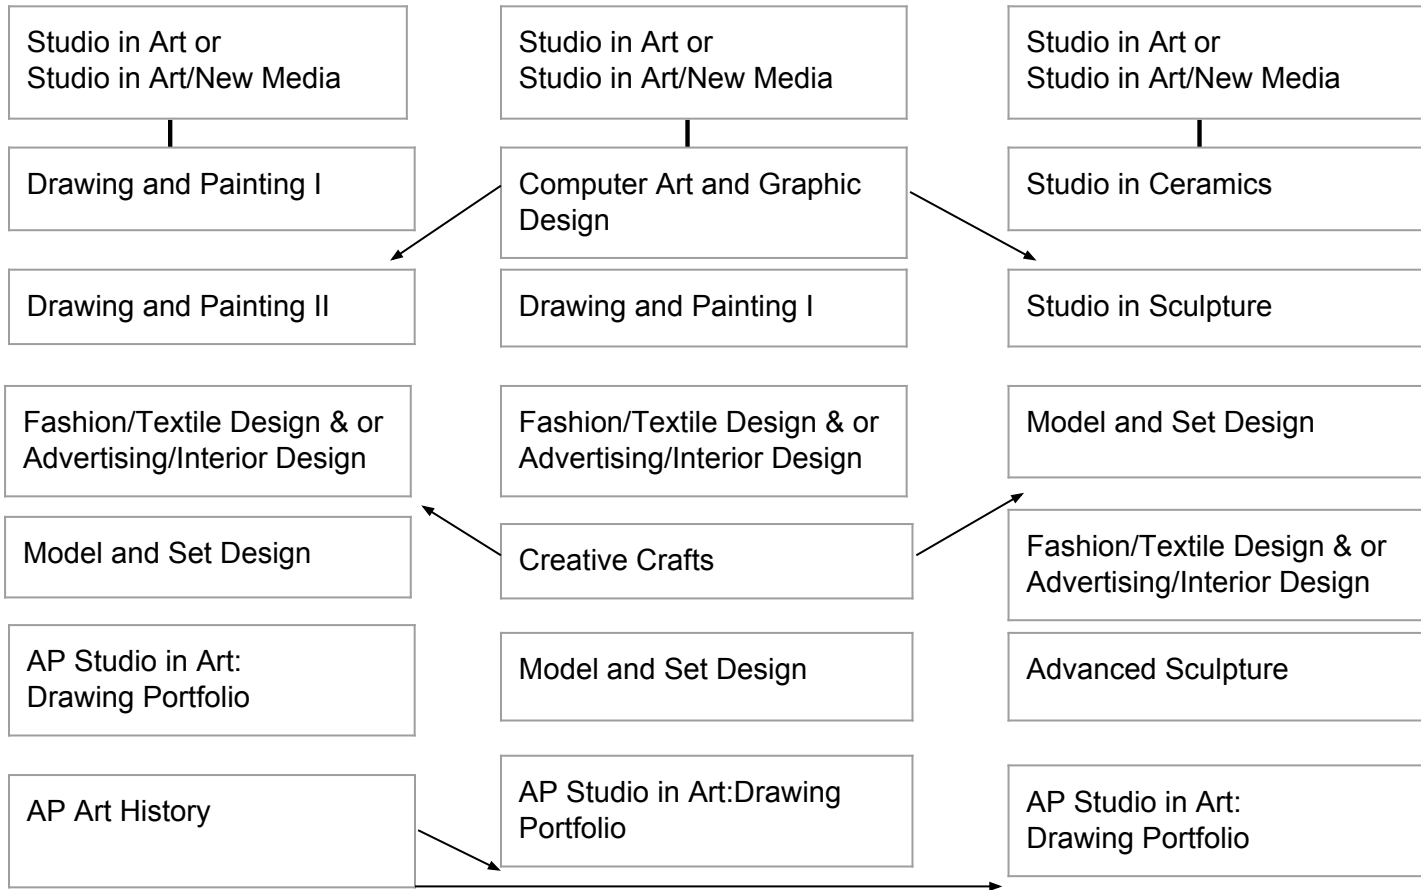 Studio in Art or
Studio in Art/New Media
Studio in Art or
Studio in Art/New Media
Studio in Art or
Studio in Art/New Media
Drawing and Painting I
Computer Art and Graphic
Design
Studio in Ceramics
Drawing and Painting II
Drawing and Painting I
Studio in Sculpture
Fashion/Textile Design & or
Advertising/Interior Design
Fashion/Textile Design & or
Advertising/Interior Design
Model and Set Design
Model and Set Design
Creative Crafts
Fashion/Textile Design & or
Advertising/Interior Design
AP Studio in Art:
Drawing Portfolio
Model and Set Design
Advanced Sculpture
AP Art History
AP Studio in Art:Drawing
Portfolio
AP Studio in Art:
Drawing Portfolio